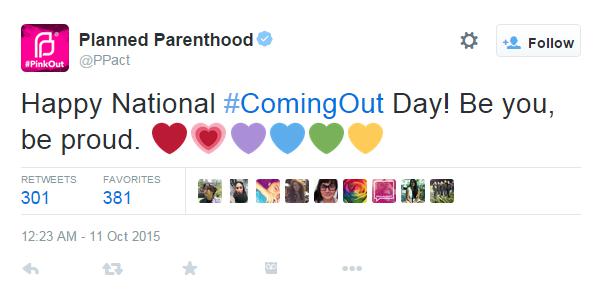 #PinkOut
Planned Parenthood
@PPact
Follow
Happy National #ComingOut Day! Be you,
be proud. ❤️💗💜💙💚💛
RETWEETS FAVORITES
301 381
12:23 AM - 11 Oct 2015